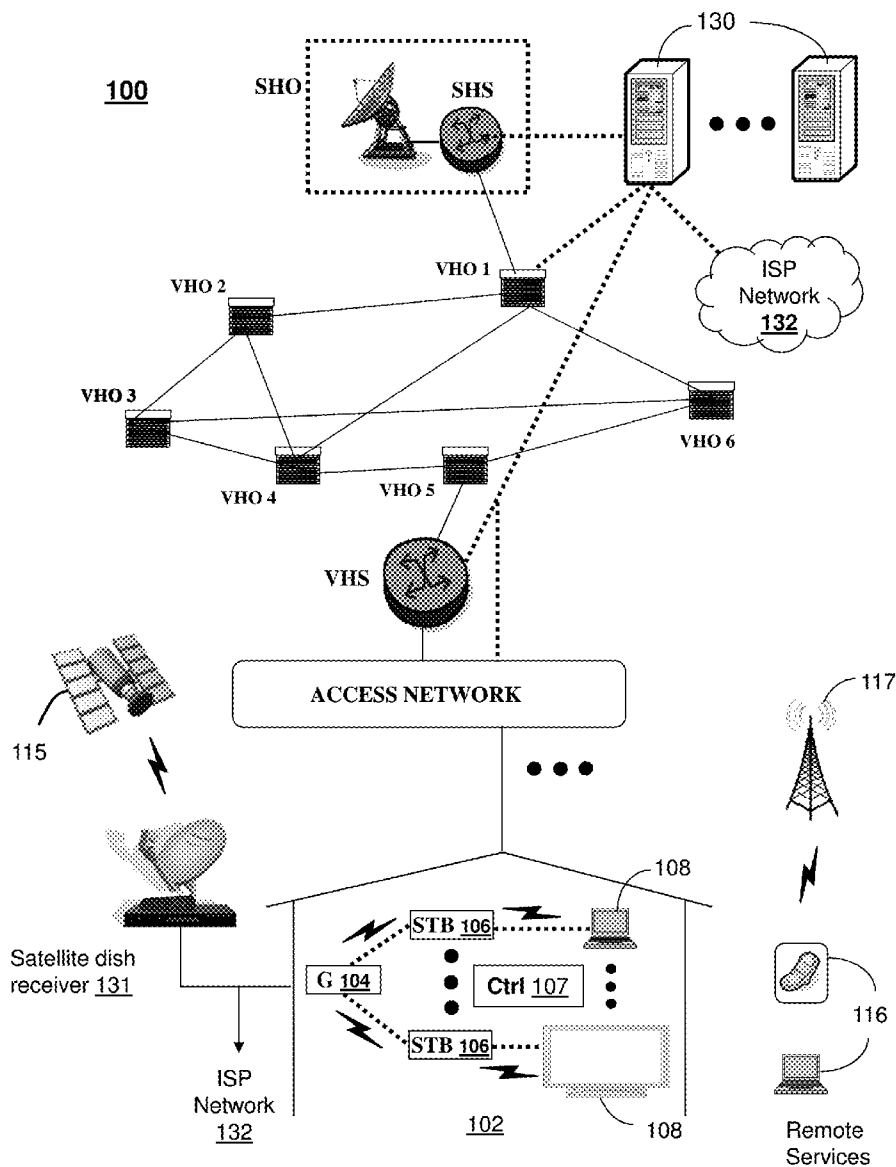 130
100
SHO
SHS
VHO 1
ISP
Network
132
VHO 2
VHO 3
VHO 6
VHO 4
VHO 5
VHS
ACCESS NETWORK
115
117
108
STB 106
G 104
Ctrl 107
STB 106
Satellite dish
receiver 131
116
ISP
Network
132
102
108
Remote
Services